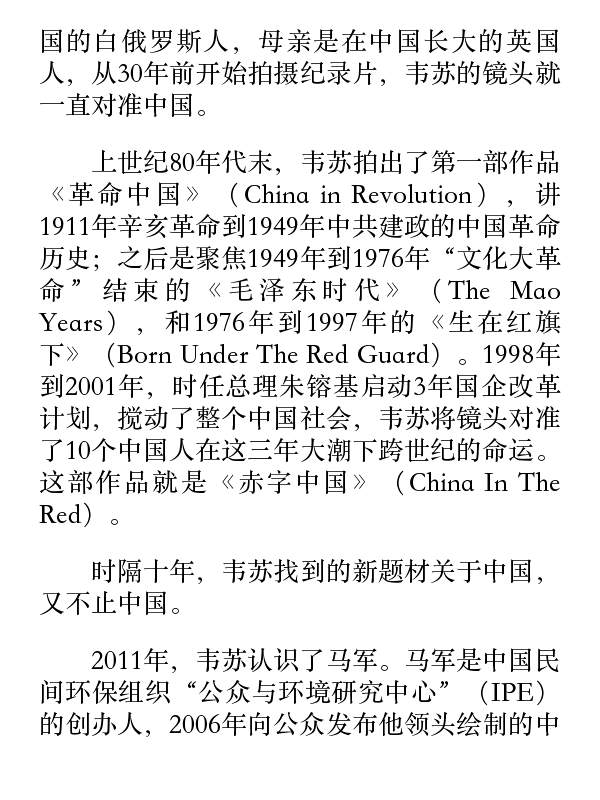 国的白俄罗斯人，母亲是在中国长大的英国
人，从30年前开始拍摄纪录片，韦苏的镜头就
一直对准中国。
上世纪80年代末，韦苏拍出了第一部作品
《革命中国》（China in Revolution），讲
1911年辛亥革命到1949年中共建政的中国革命
历史；之后是聚焦1949年到1976年“文化大革
命”结束的《毛泽东时代》（The Mao
Years），和1976年到1997年的《生在红旗
下》（Born Under The Red Guard）。1998年
到2001年，时任总理朱镕基启动3年国企改革
计划，搅动了整个中国社会，韦苏将镜头对准
了10个中国人在这三年大潮下跨世纪的命运。
这部作品就是《赤字中国》（China In The
Red）。
时隔十年，韦苏找到的新题材关于中国，
又不止中国。
2011年，韦苏认识了马军。马军是中国民
间环保组织“公众与环境研究中心”（IPE）
的创办人，2006年向公众发布他领头绘制的中